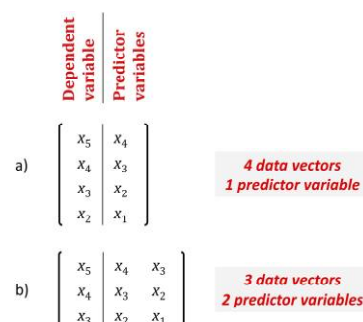 Dependent
variable
Predictor
variables
a)
x₅ x₄
x₄ x₃
x₃ x₂
x₂ x₁
4 data vectors
1 predictor variable
b)
x₅ x₄ x₃
x₄ x₃ x₂
x₃ x₂ x₁
3 data vectors
2 predictor variables